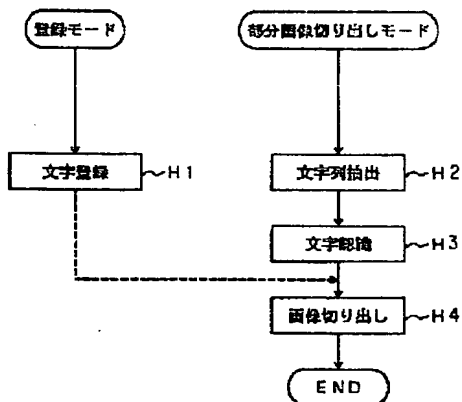 登録モード
部分画像切り出しモード
文字登録
H1
文字列抽出
H2
文字認識
H3
画像切り出し
H4
END